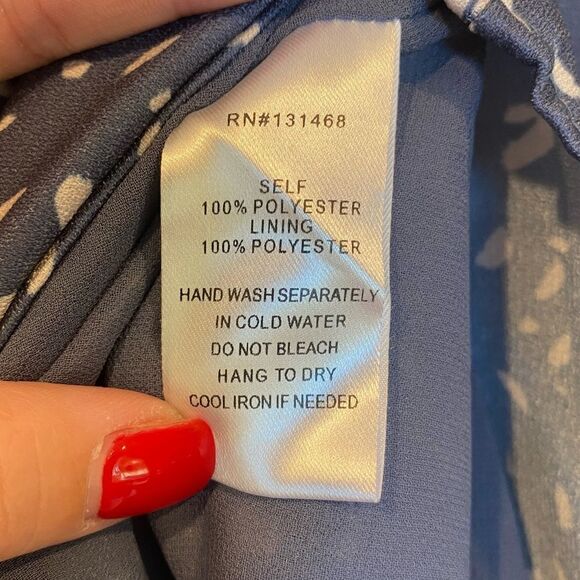 RN#131468
SELF
100% POLYESTER
LINING
100% POLYESTER
HAND WASH SEPARATELY
IN COLD WATER
DO NOT BLEACH
HANG TO DRY
COOL IRON IF NEEDED